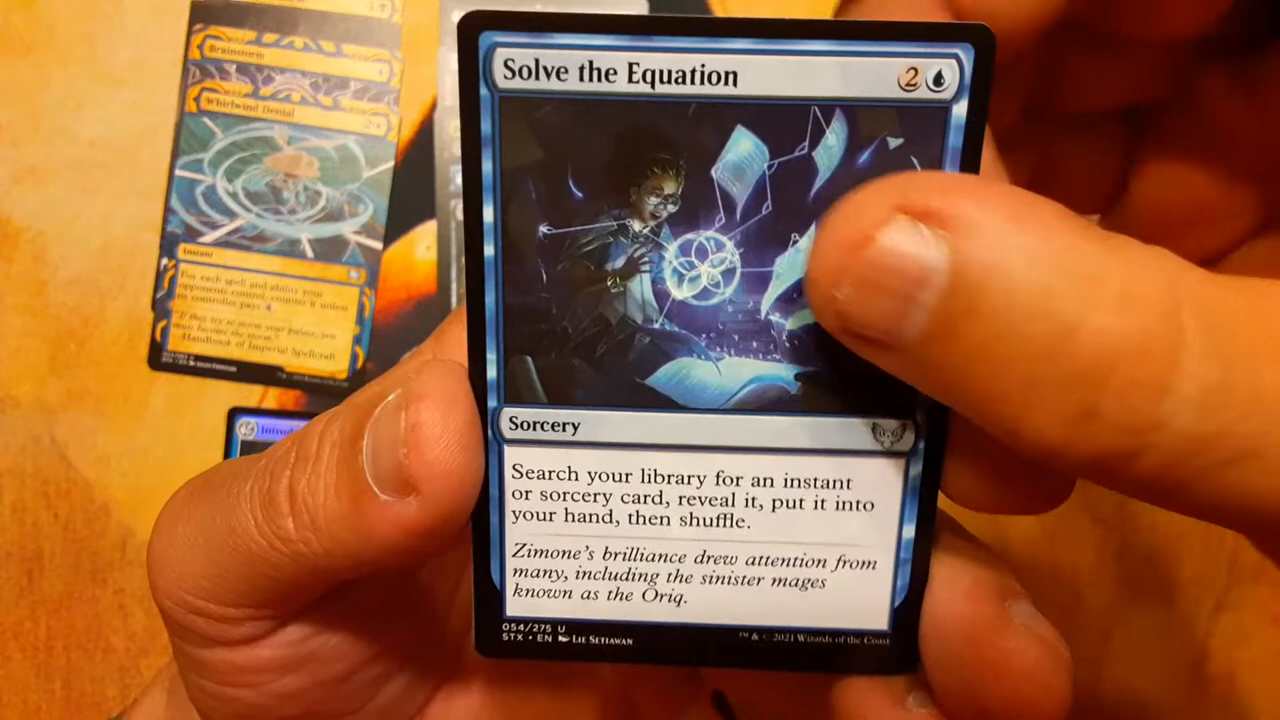 Brainstorm
Whirlwind Denial
Instant
For each spell and ability your
opponents control, counter it unless
its controller pays
"If they try to storm your palace, you
must become the storm."
Handbook of Imperial Spellcraft
Solve the Equation
2
Sorcery
Search your library for an instant
or sorcery card, reveal it, put it into
your hand, then shuffle.
Zimone's brilliance drew attention from
many, including the sinister mages
known as the Oriq.
054/275 U
STX • EN Lie Setiawan
™ & © 2021 Wizards of the Coast